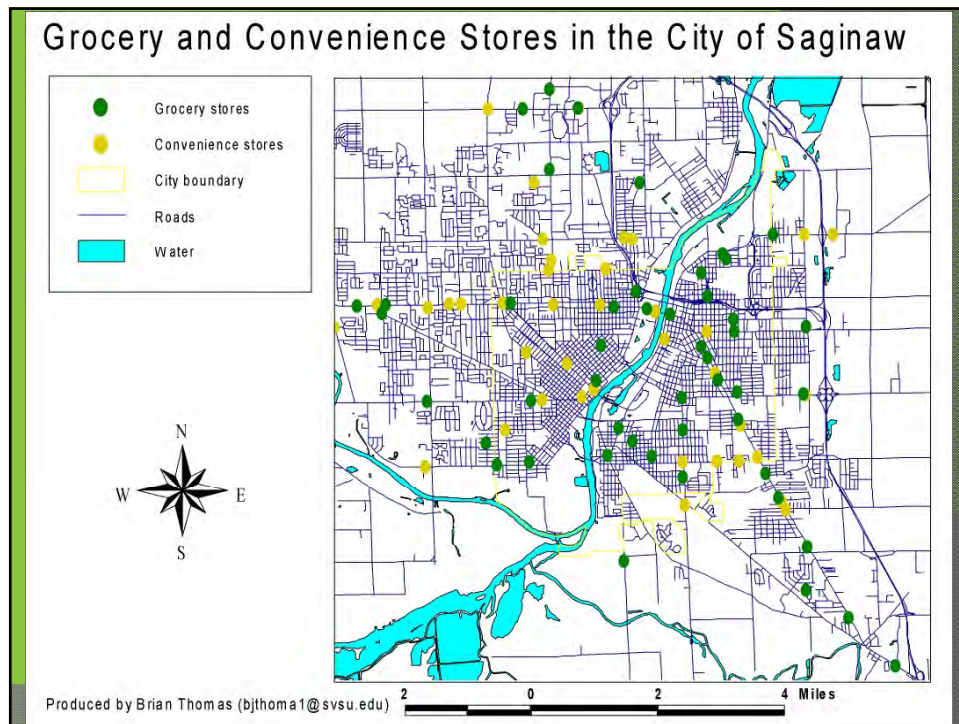 Grocery and Convenience Stores in the City of Saginaw
Grocery stores
Convenience stores
City boundary
Roads
Water
N
W E
S
Produced by Brian Thomas (bjthoma1@svsu.edu)
2 0 2 4 Miles